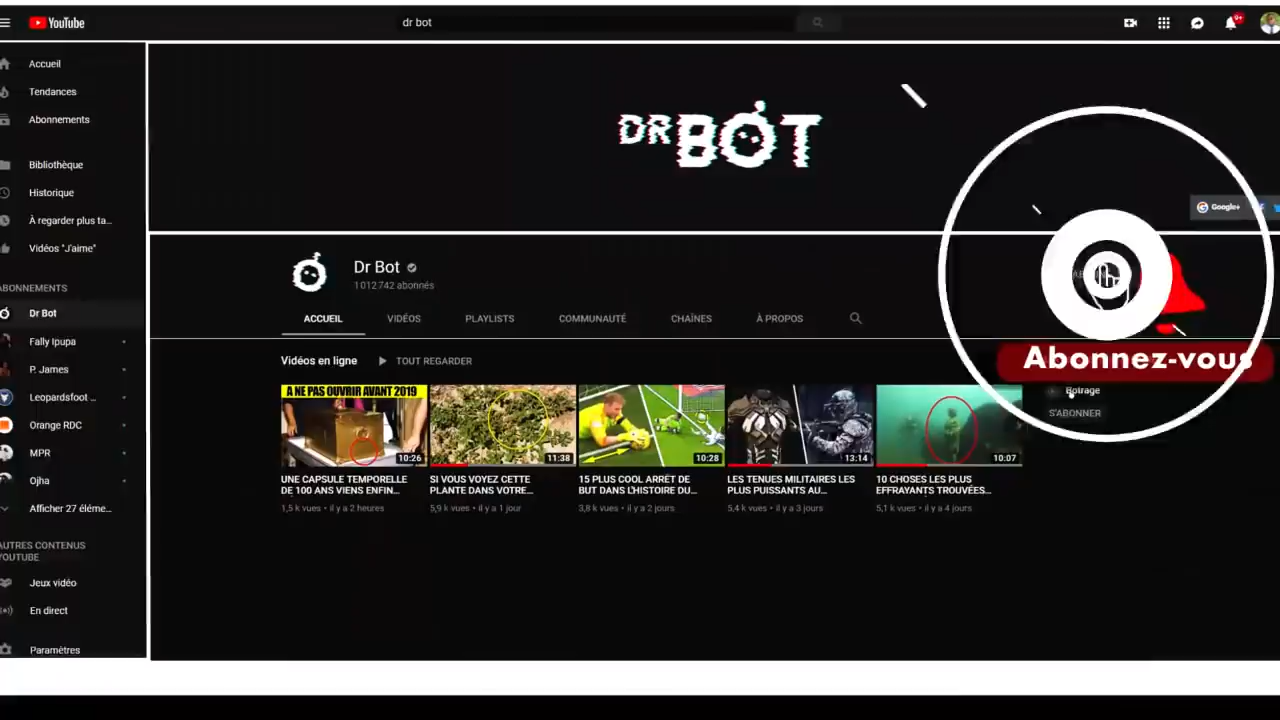 YouTube
dr bot
9+
Accueil
Tendances
Abonnements
Bibliothèque
Historique
À regarder plus ta...
Vidéos "J'aime"
ABONNEMENTS
Dr Bot
Fally Ipupa
P. James
Leopardsfoot ...
Orange RDC
MPR
Ojha
Afficher 27 éléme...
AUTRES CONTENUS
YOUTUBE
Jeux vidéo
En direct
Paramètres
DR BOT
Google+
Dr Bot
1 012 742 abonnés
ACCUEIL
VIDÉOS
PLAYLISTS
COMMUNAUTÉ
CHAÎNES
À PROPOS
Abonnez-vous
Vidéos en ligne
TOUT REGARDER
Botrage
S'ABONNER
A NE PAS OUVRIR AVANT 2019
10:26
11:38
10:28
13:14
10:07
UNE CAPSULE TEMPORELLE
DE 100 ANS VIENS ENFIN...
1,5 k vues • il y a 2 heures
SI VOUS VOYEZ CETTE
PLANTE DANS VOTRE...
5,9 k vues • il y a 1 jour
15 PLUS COOL ARRÊT DE
BUT DANS L'HISTOIRE DU...
3,8 k vues • il y a 2 jours
LES TENUES MILITAIRES LES
PLUS PUISSANTS AU...
5,4 k vues • il y a 3 jours
10 CHOSES LES PLUS
EFFRAYANTS TROUVÉES...
5,1 k vues • il y a 4 jours